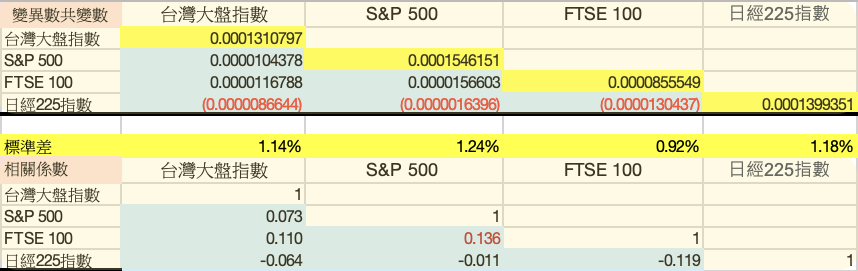 變異數共變數 台灣大盤指數 S&P 500 FTSE 100 日經225指數
台灣大盤指數 0.0001310797
S&P 500 0.0000104378 0.0001546151
FTSE 100 0.0000116788 0.0000156603 0.0000855549
日經225指數 (0.0000086644) (0.0000016396) (0.0000130437) 0.0001399351
標準差 1.14% 1.24% 0.92% 1.18%
相關係數 台灣大盤指數 S&P 500 FTSE 100 日經225指數
台灣大盤指數 1
S&P 500 0.073 1
FTSE 100 0.110 0.136 1
日經225指數 -0.064 -0.011 -0.119 1